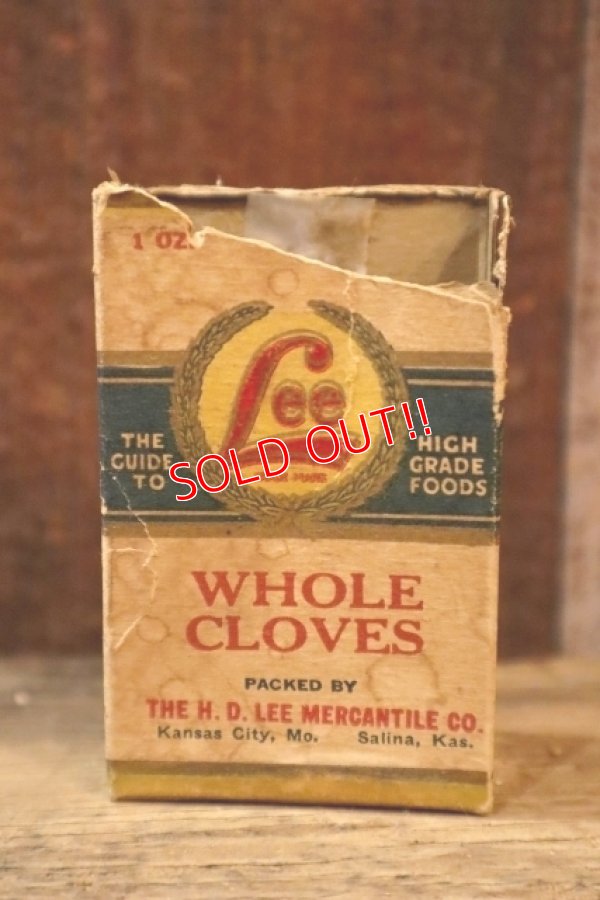 1 OZ.
Lee
THE
GUIDE
TO
HIGH
GRADE
FOODS
SOLD OUT!!
WHOLE
CLOVES
PACKED BY
THE H. D. LEE MERCANTILE CO.
Kansas City, Mo. Salina, Kas.